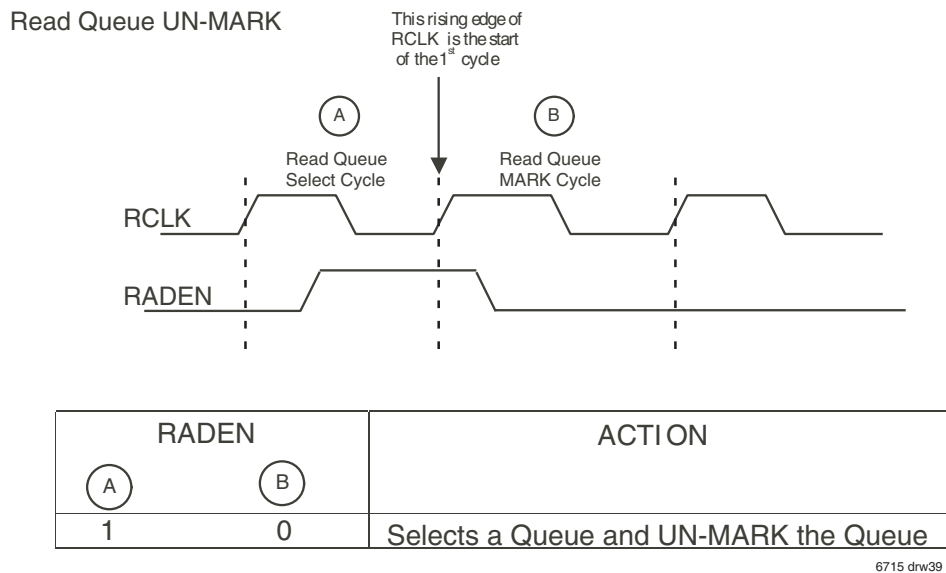 Read Queue UN-MARK
This rising edge of
RCLK is the start
of the 1st cycle
A
B
Read Queue
Select Cycle
Read Queue
MARK Cycle
RCLK
RADEN
RADEN
ACTION
A
B
1
0
Selects a Queue and UN-MARK the Queue
6715 drw39